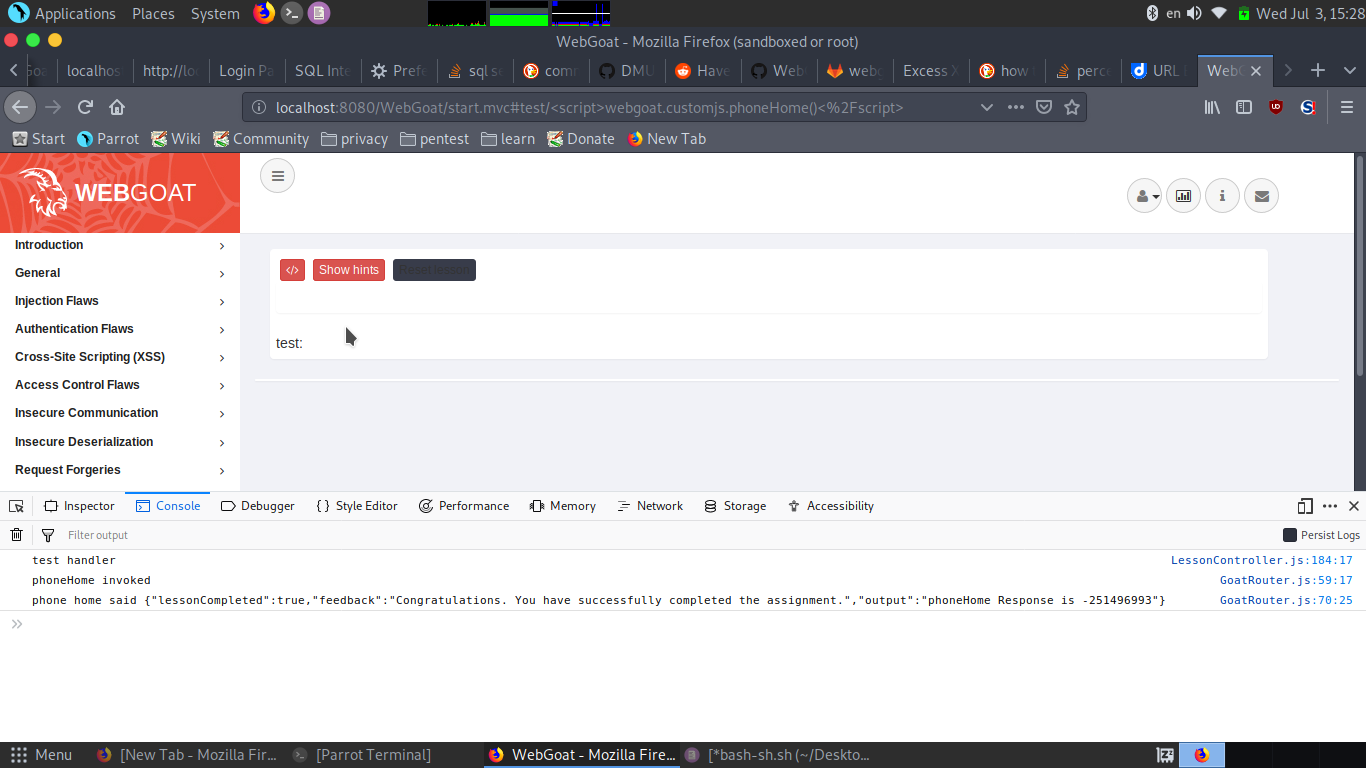 Applications Places System en Wed Jul 3, 15:28
WebGoat - Mozilla Firefox (sandboxed or root)
localhos http://lo Login Pa SQL Inte Prefe sql se com DMU Have Web webg Excess X how perce URL WebG
localhost:8080/WebGoat/start.mvc#test/<script>webgoat.customjs.phoneHome()<%2Fscript>
Start Parrot Wiki Community privacy pentest learn Donate New Tab
WEBGOAT
Introduction
General
Injection Flaws
Authentication Flaws
Cross-Site Scripting (XSS)
Access Control Flaws
Insecure Communication
Insecure Deserialization
Request Forgeries
</> Show hints Reset lesson
test:
Inspector Console Debugger {} Style Editor Performance Memory Network Storage Accessibility
Filter output Persist Logs
test handler LessonController.js:184:17
phoneHome invoked GoatRouter.js:59:17
phone home said {"lessonCompleted":true,"feedback":"Congratulations. You have successfully completed the assignment.","output":"phoneHome Response is -251496993"} GoatRouter.js:70:25
Menu [New Tab - Mozilla Fir... [Parrot Terminal] WebGoat - Mozilla Fire... [*bash-sh.sh (~/Deskto...